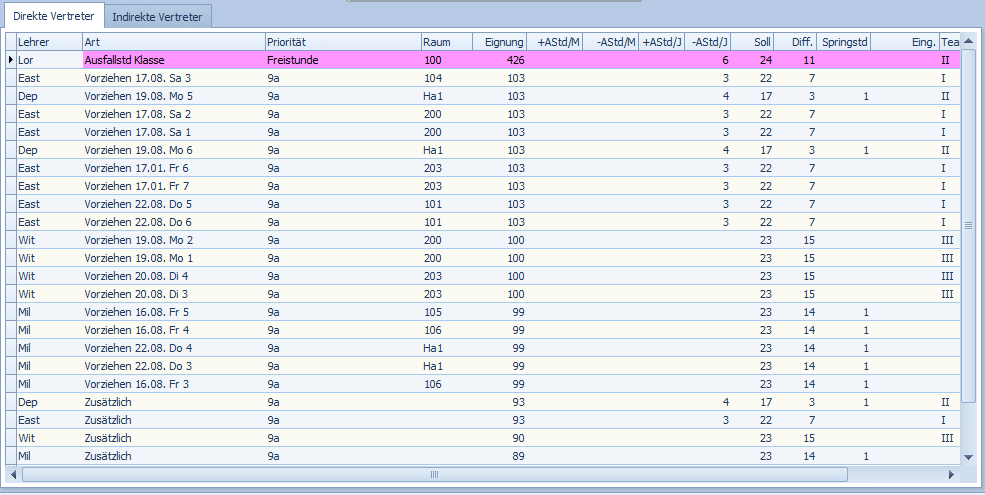 Direkte Vertreter Indirekte Vertreter
Lehrer Art Priorität Raum Eignung +AStd/M -AStd/M +AStd/J -AStd/J Soll Diff. Springstd Eing. Tea
Lor Ausfallstd Klasse Freistunde 100 426 6 24 11 II
East Vorziehen 17.08. Sa 3 9a 104 103 3 22 7 I
Dep Vorziehen 19.08. Mo 5 9a Ha1 103 4 17 3 1 II
East Vorziehen 17.08. Sa 2 9a 200 103 3 22 7 I
East Vorziehen 17.08. Sa 1 9a 200 103 3 22 7 I
Dep Vorziehen 19.08. Mo 6 9a Ha1 103 4 17 3 1 II
East Vorziehen 17.01. Fr 6 9a 203 103 3 22 7 I
East Vorziehen 17.01. Fr 7 9a 203 103 3 22 7 I
East Vorziehen 22.08. Do 5 9a 101 103 3 22 7 I
East Vorziehen 22.08. Do 6 9a 101 103 3 22 7 I
Wit Vorziehen 19.08. Mo 2 9a 200 100 23 15 III
Wit Vorziehen 19.08. Mo 1 9a 200 100 23 15 III
Wit Vorziehen 20.08. Di 4 9a 203 100 23 15 III
Wit Vorziehen 20.08. Di 3 9a 203 100 23 15 III
Mil Vorziehen 16.08. Fr 5 9a 105 99 23 14 1
Mil Vorziehen 16.08. Fr 4 9a 106 99 23 14 1
Mil Vorziehen 22.08. Do 4 9a Ha1 99 23 14 1
Mil Vorziehen 22.08. Do 3 9a Ha1 99 23 14 1
Mil Vorziehen 16.08. Fr 3 9a 106 99 23 14 1
Dep Zusätzlich 9a 93 4 17 3 1 II
East Zusätzlich 9a 93 3 22 7 I
Wit Zusätzlich 9a 90 23 15 III
Mil Zusätzlich 9a 89 23 14 1